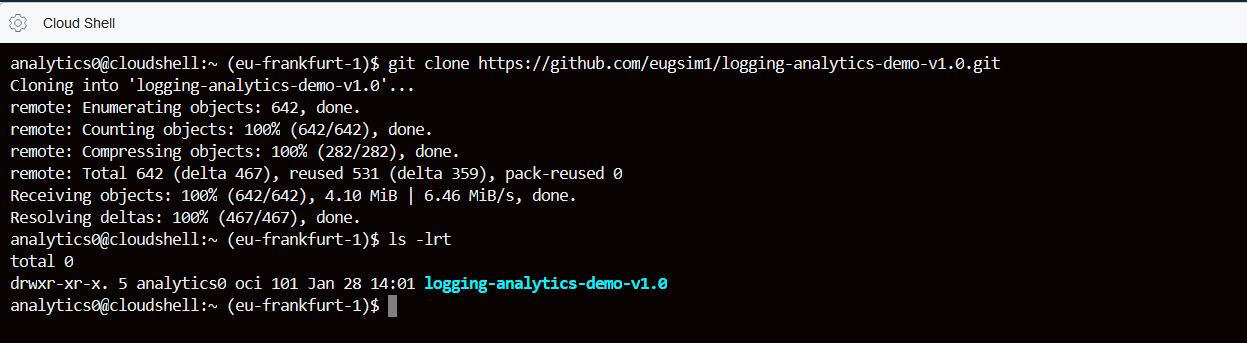 Cloud Shell
analytics0@cloudshell:~ (eu-frankfurt-1)$ git clone https://github.com/eugsim1/logging-analytics-demo-v1.0.git
Cloning into 'logging-analytics-demo-v1.0'...
remote: Enumerating objects: 642, done.
remote: Counting objects: 100% (642/642), done.
remote: Compressing objects: 100% (282/282), done.
remote: Total 642 (delta 467), reused 531 (delta 359), pack-reused 0
Receiving objects: 100% (642/642), 4.10 MiB | 6.46 MiB/s, done.
Resolving deltas: 100% (467/467), done.
analytics0@cloudshell:~ (eu-frankfurt-1)$ ls -lrt
total 0
drwxr-xr-x. 5 analytics0 oci 101 Jan 28 14:01 logging-analytics-demo-v1.0
analytics0@cloudshell:~ (eu-frankfurt-1)$